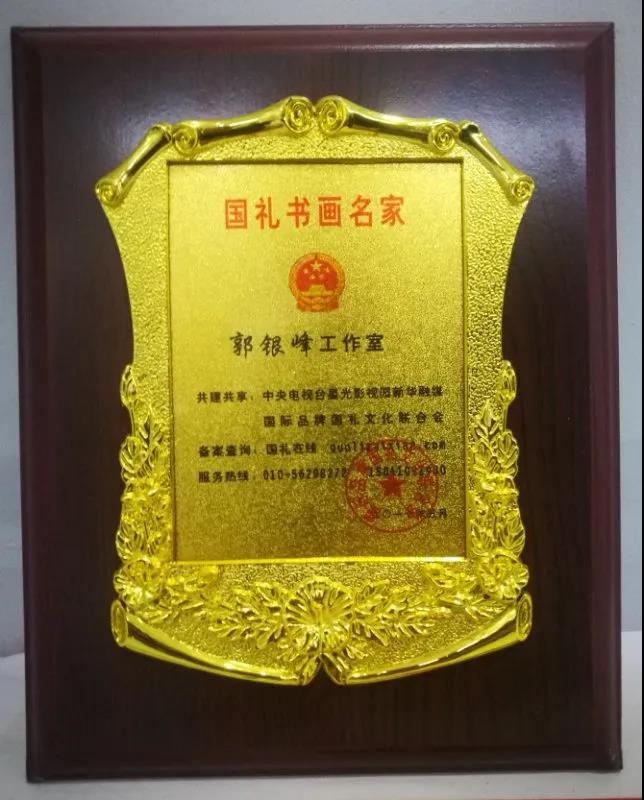 国礼书画名家
郭银峰工作室
共建共享：中央电视台星光影视园新华融媒
国际品牌国礼文化联合会
备案查询：国礼在线
服务热线：010-56298278